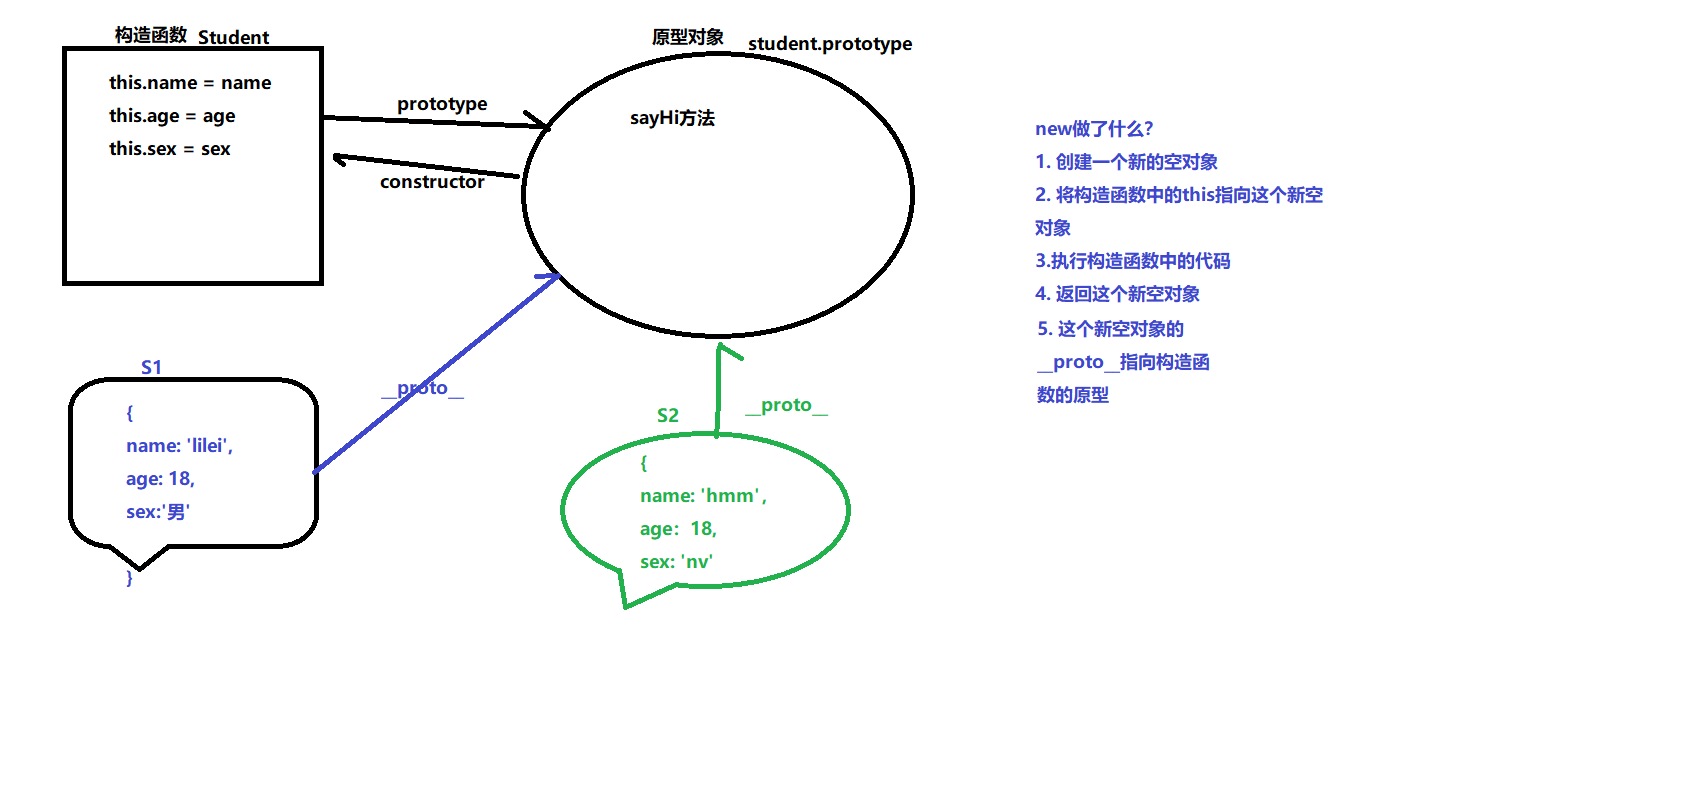 构造函数 Student
this.name = name
this.age = age
this.sex = sex
prototype
constructor
原型对象 student.prototype
sayHi方法
new做了什么?
1. 创建一个新的空对象
2. 将构造函数中的this指向这个新空
对象
3.执行构造函数中的代码
4. 返回这个新空对象
5. 这个新空对象的
__proto__指向构造函
数的原型
S1
{
name: 'lilei',
age: 18,
sex:'男'
}
__proto__
S2
__proto__
{
name: 'hmm',
age: 18,
sex: 'nv'